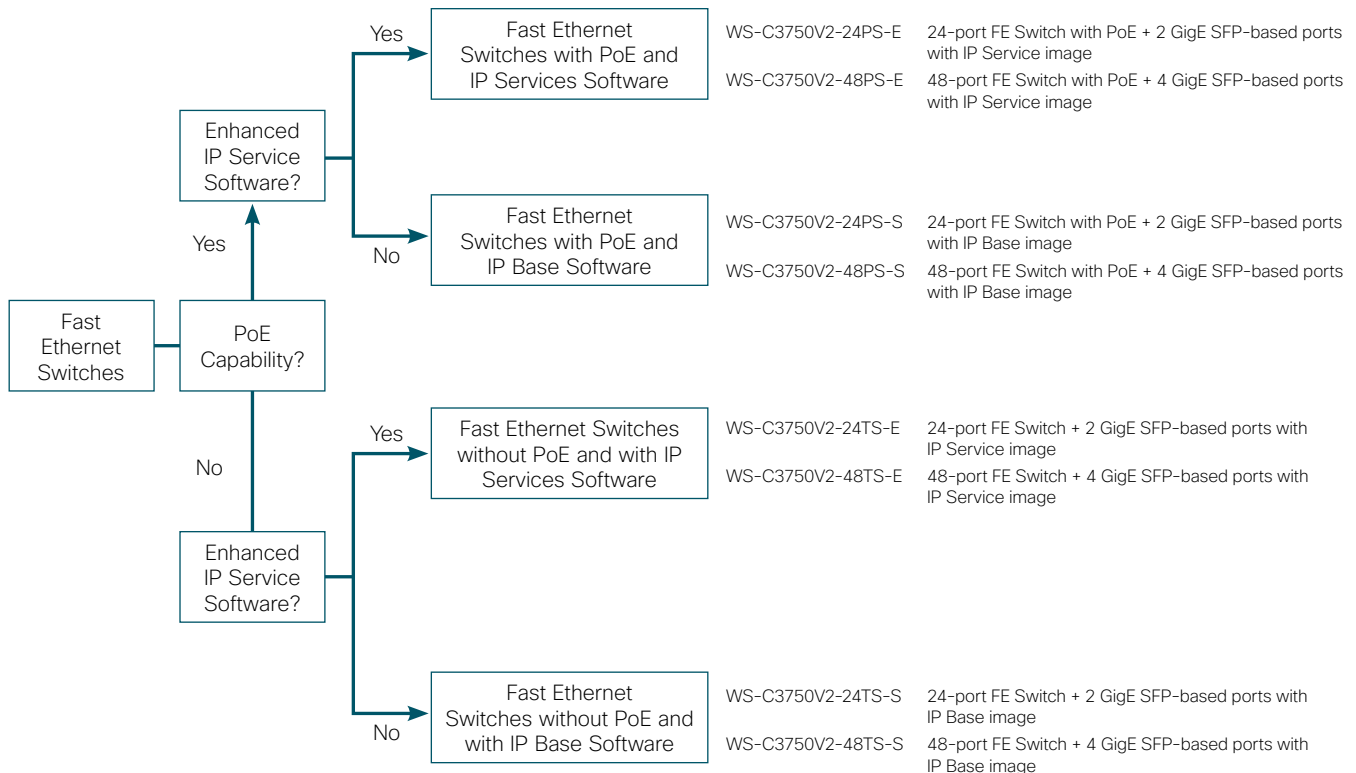 Fast
Ethernet
Switches
PoE
Capability?
Yes
Enhanced
IP Service
Software?
Yes
Fast Ethernet
Switches with PoE and
IP Services Software
WS-C3750V2-24PS-E 24-port FE Switch with PoE + 2 GigE SFP-based ports
with IP Service image
WS-C3750V2-48PS-E 48-port FE Switch with PoE + 4 GigE SFP-based ports
with IP Service image
No
Fast Ethernet
Switches with PoE and
IP Base Software
WS-C3750V2-24PS-S 24-port FE Switch with PoE + 2 GigE SFP-based ports
with IP Base image
WS-C3750V2-48PS-S 48-port FE Switch with PoE + 4 GigE SFP-based ports
with IP Base image
No
Enhanced
IP Service
Software?
Yes
Fast Ethernet Switches
without PoE and with IP
Services Software
WS-C3750V2-24TS-E 24-port FE Switch + 2 GigE SFP-based ports with
IP Service image
WS-C3750V2-48TS-E 48-port FE Switch + 4 GigE SFP-based ports with
IP Service image
No
Fast Ethernet
Switches without PoE and
with IP Base Software
WS-C3750V2-24TS-S 24-port FE Switch + 2 GigE SFP-based ports with
IP Base image
WS-C3750V2-48TS-S 48-port FE Switch + 4 GigE SFP-based ports with
IP Base image